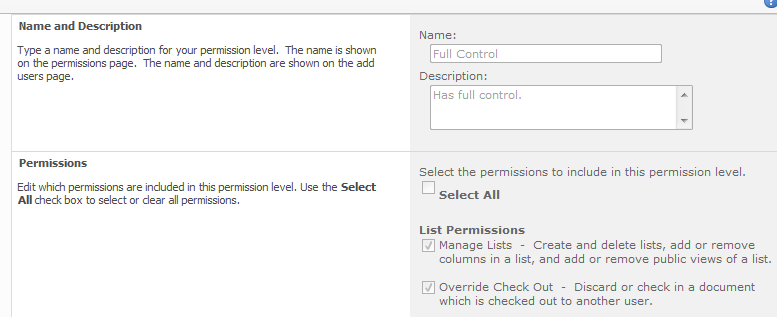 Name and Description
Type a name and description for your permission level. The name is shown
on the permissions page. The name and description are shown on the add
users page.
Name:
Full Control
Description:
Has full control.
Permissions
Edit which permissions are included in this permission level. Use the Select
All check box to select or clear all permissions.
Select the permissions to include in this permission level.
Select All
List Permissions
Manage Lists - Create and delete lists, add or remove
columns in a list, and add or remove public views of a list.
Override Check Out - Discard or check in a document
which is checked out to another user.